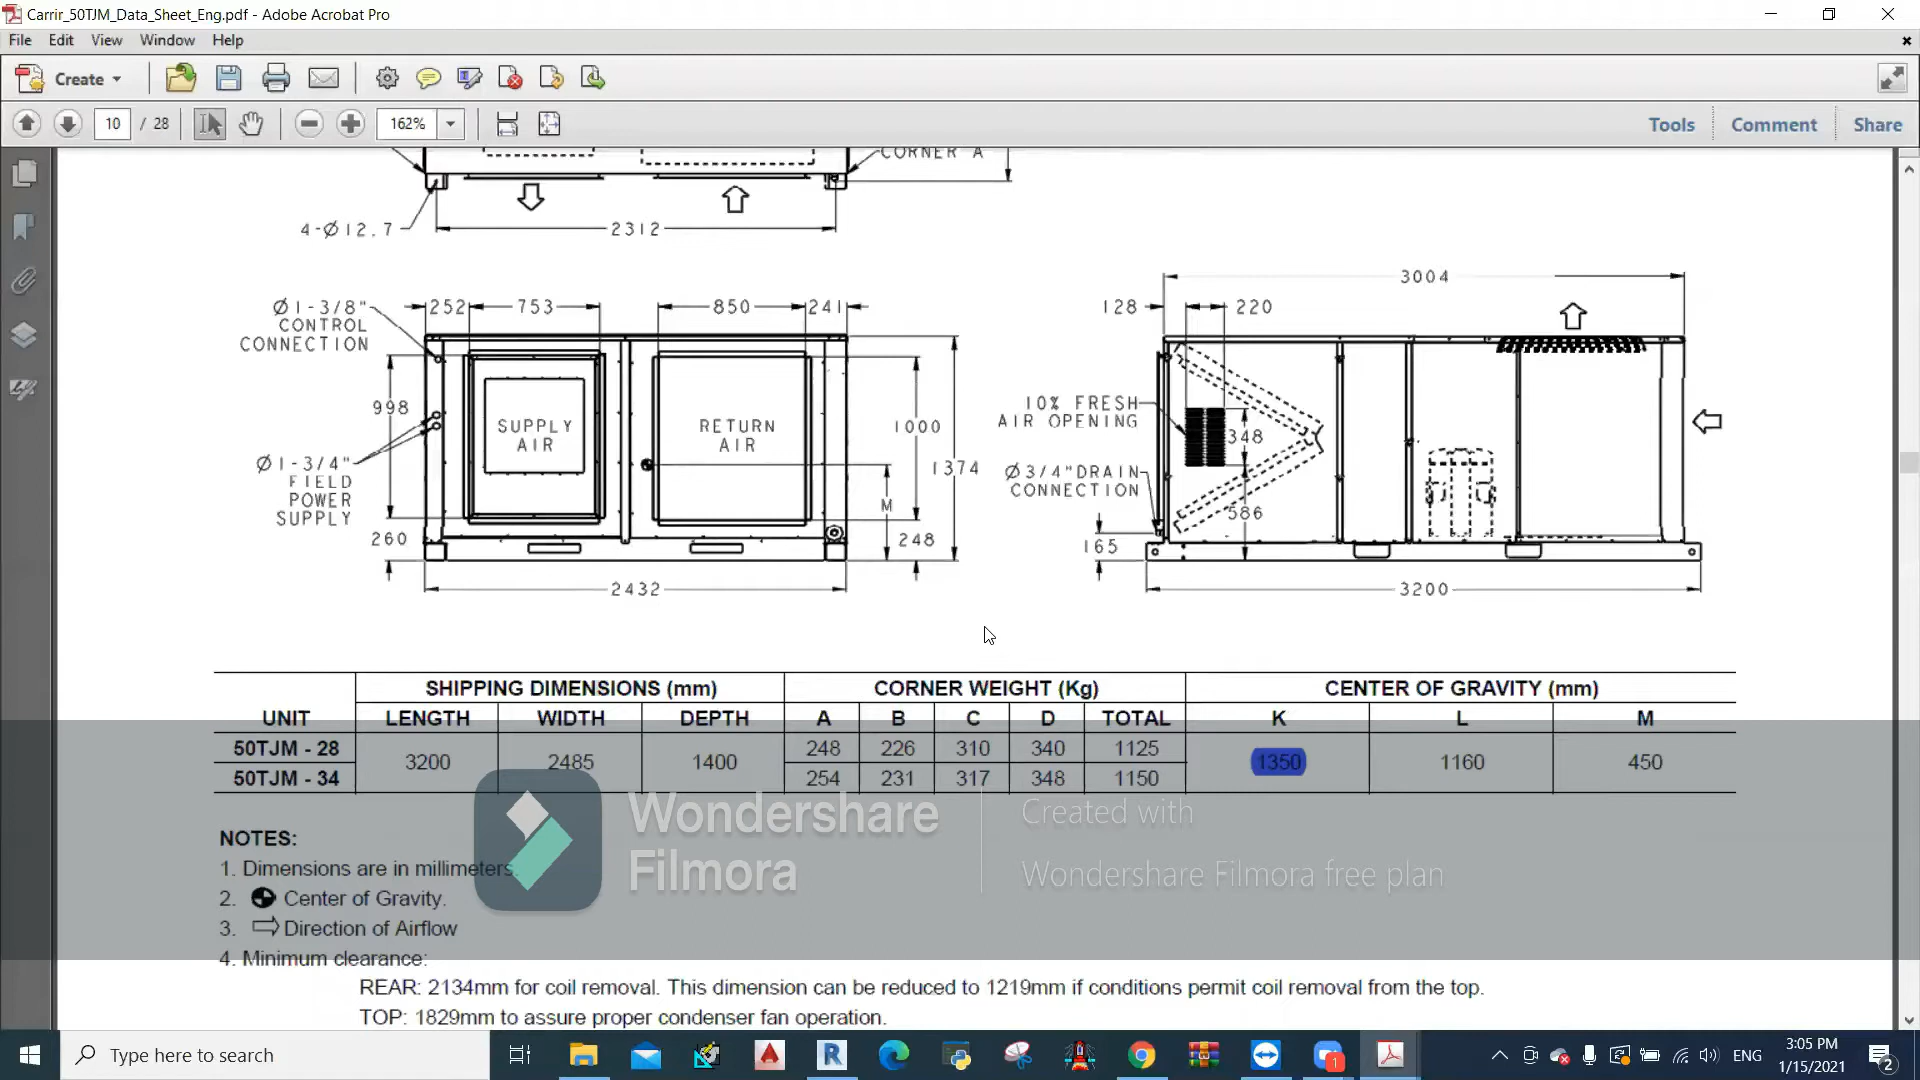 Carrir_50TJM_Data_Sheet_Eng.pdf - Adobe Acrobat Pro
File Edit View Window Help
Create
10 / 28 162% Tools Comment Share
CORNER A
4-Ø12.7
2312
3004
Ø1-3/8" CONTROL CONNECTION
252 753 850 241
128 220
998
SUPPLY AIR
RETURN AIR
1000
1374
10% FRESH AIR OPENING
348
Ø1-3/4" FIELD POWER SUPPLY
Ø3/4"DRAIN CONNECTION
M
586
260
248
165
2432
3200
UNIT SHIPPING DIMENSIONS (mm) CORNER WEIGHT (Kg) CENTER OF GRAVITY (mm)
LENGTH WIDTH DEPTH A B C D TOTAL K L M
50TJM - 28 3200 2485 1400 248 226 310 340 1125 1350 1160 450
50TJM - 34 254 231 317 348 1150
Wondershare Filmora
Created with
Wondershare Filmora free plan
NOTES:
1. Dimensions are in millimeters.
2. Center of Gravity.
3. Direction of Airflow
4. Minimum clearance:
REAR: 2134mm for coil removal. This dimension can be reduced to 1219mm if conditions permit coil removal from the top.
TOP: 1829mm to assure proper condenser fan operation.
Type here to search
ENG
3:05 PM
1/15/2021
1
2